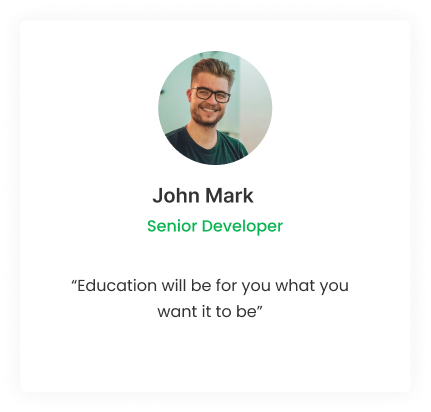 John Mark
Senior Developer
“Education will be for you what you
want it to be”